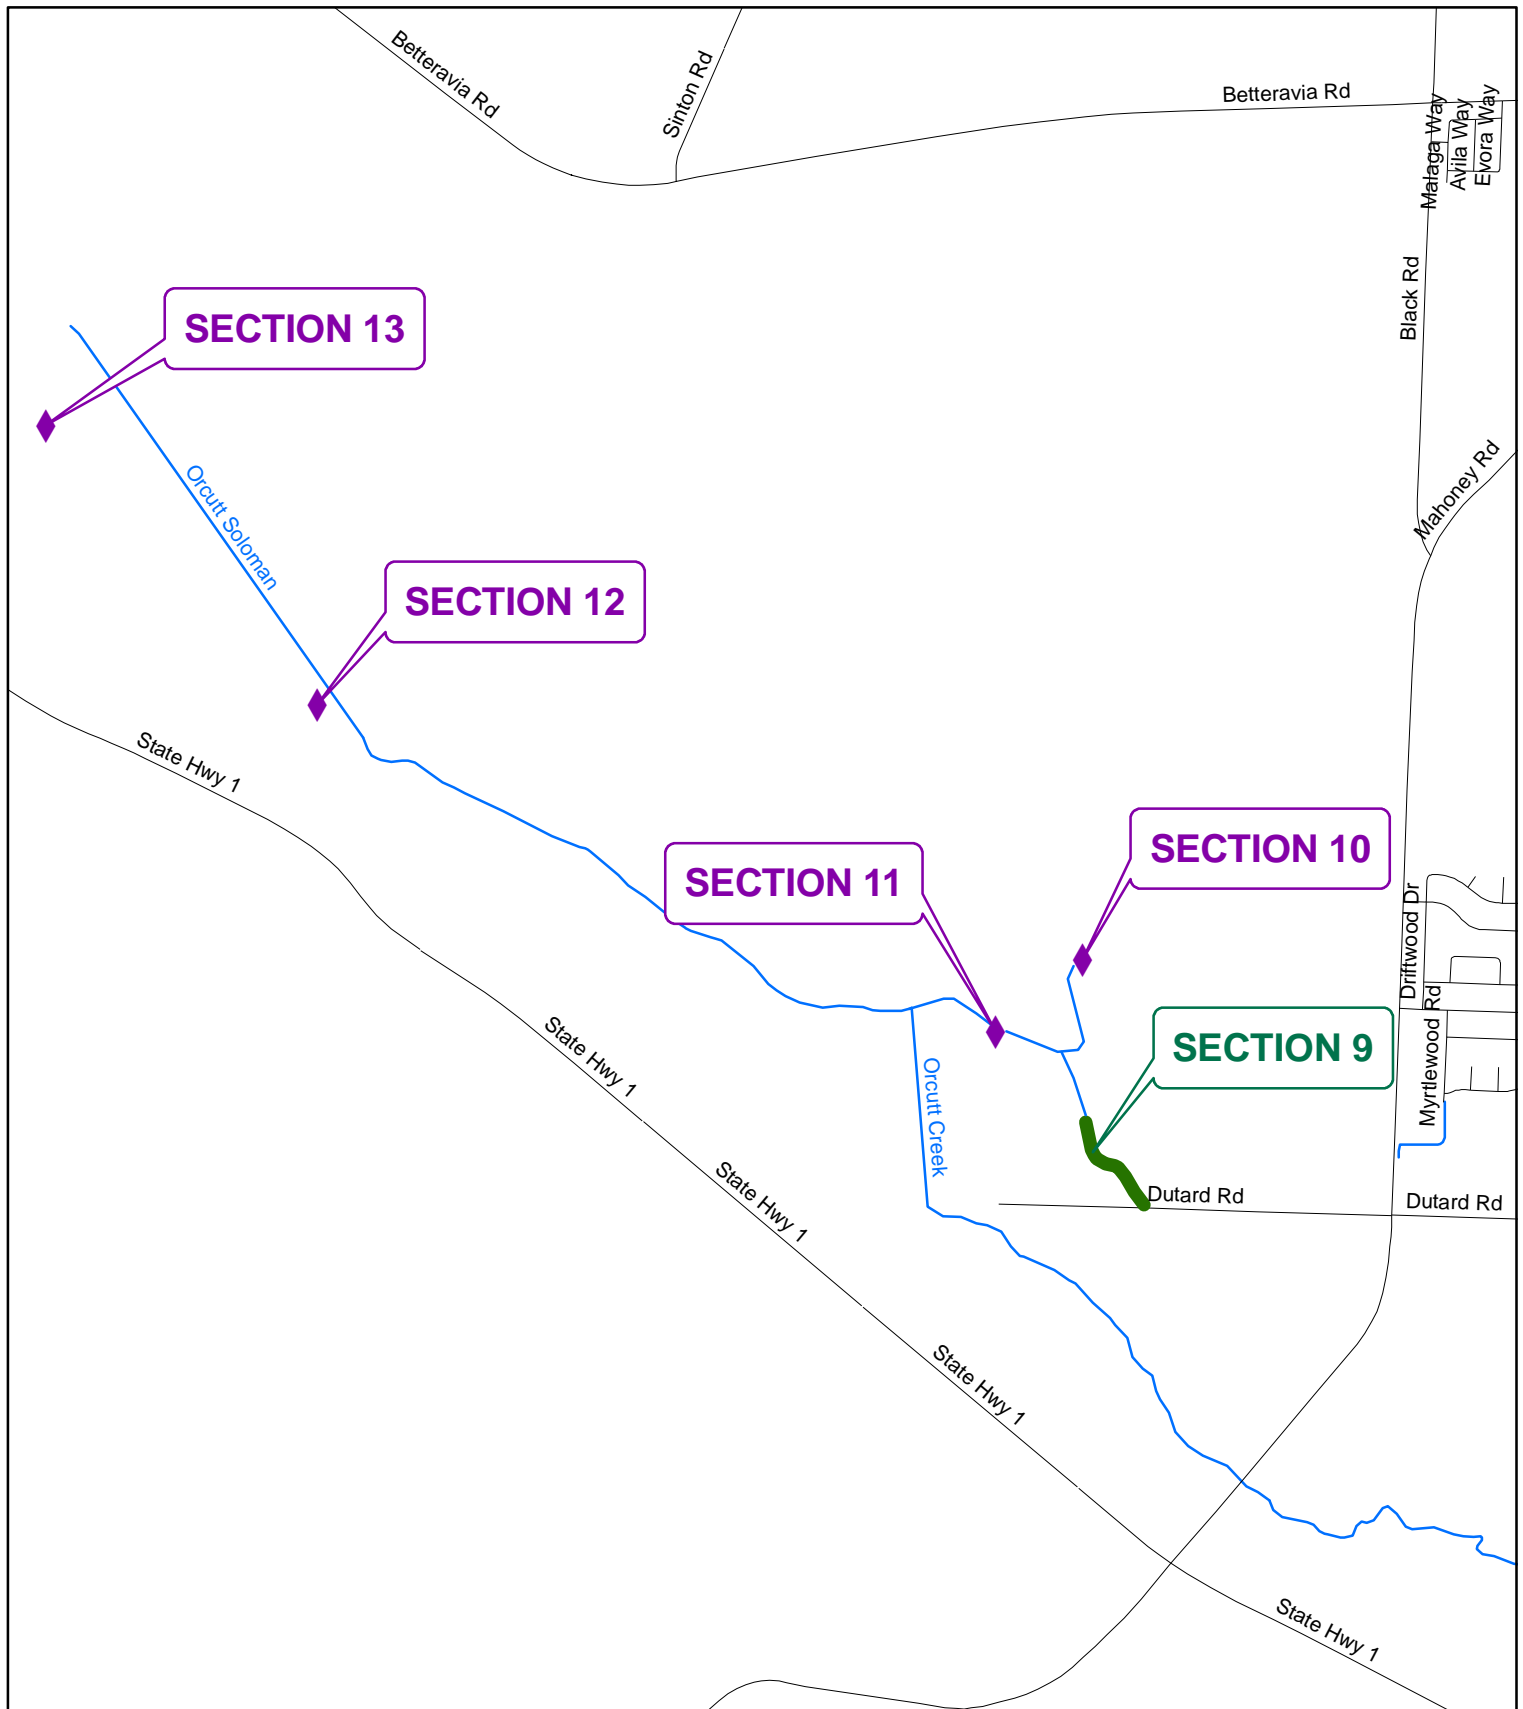 Betteravia Rd
Sinton Rd
Betteravia Rd
Malaga Way
Avila Way
Evora Way
SECTION 13
Black Rd
Mahoney Rd
Orcutt Soloman
SECTION 12
State Hwy 1
SECTION 10
SECTION 11
Driftwood Dr
Myrtlewood Rd
State Hwy 1
SECTION 9
Orcutt Creek
State Hwy 1
Dutard Rd
Dutard Rd
State Hwy 1
State Hwy 1